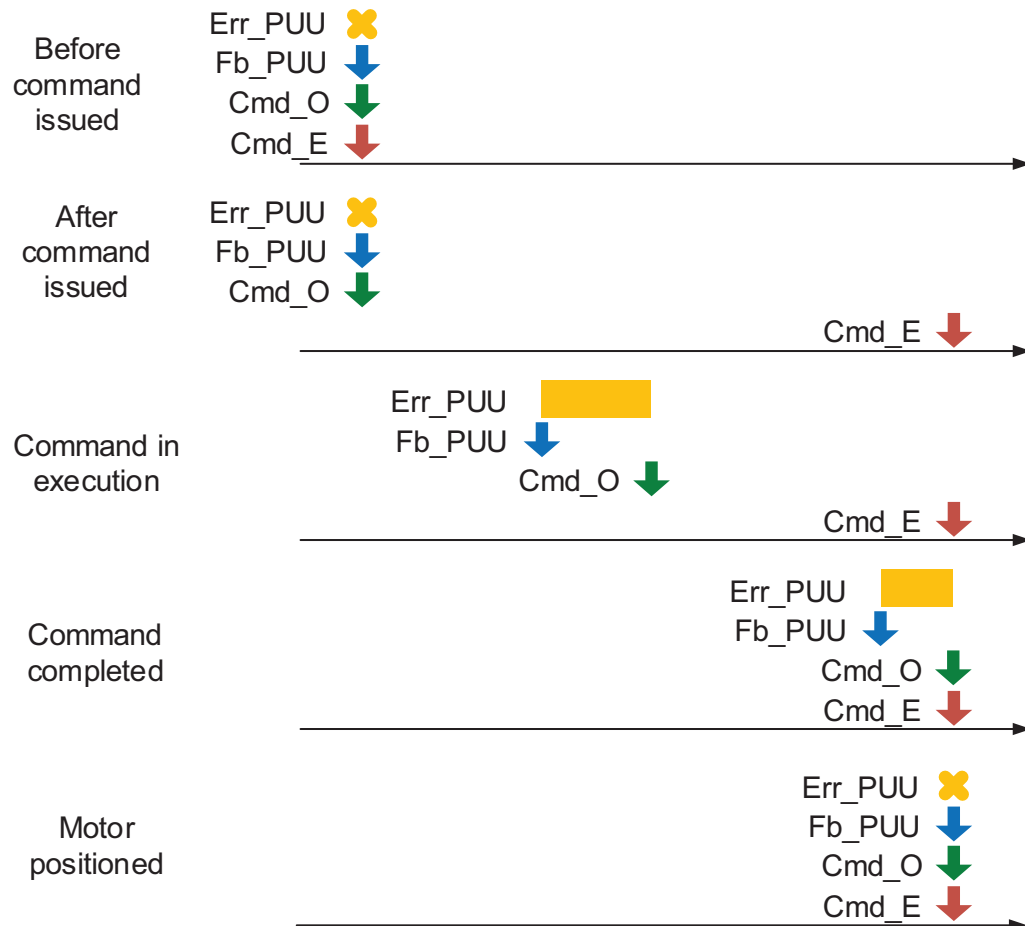 Before
command
issued
Err_PUU
Fb_PUU
Cmd_O
Cmd_E
After
command
issued
Err_PUU
Fb_PUU
Cmd_O
Cmd_E
Command in
execution
Err_PUU
Fb_PUU
Cmd_O
Cmd_E
Command
completed
Err_PUU
Fb_PUU
Cmd_O
Cmd_E
Motor
positioned
Err_PUU
Fb_PUU
Cmd_O
Cmd_E